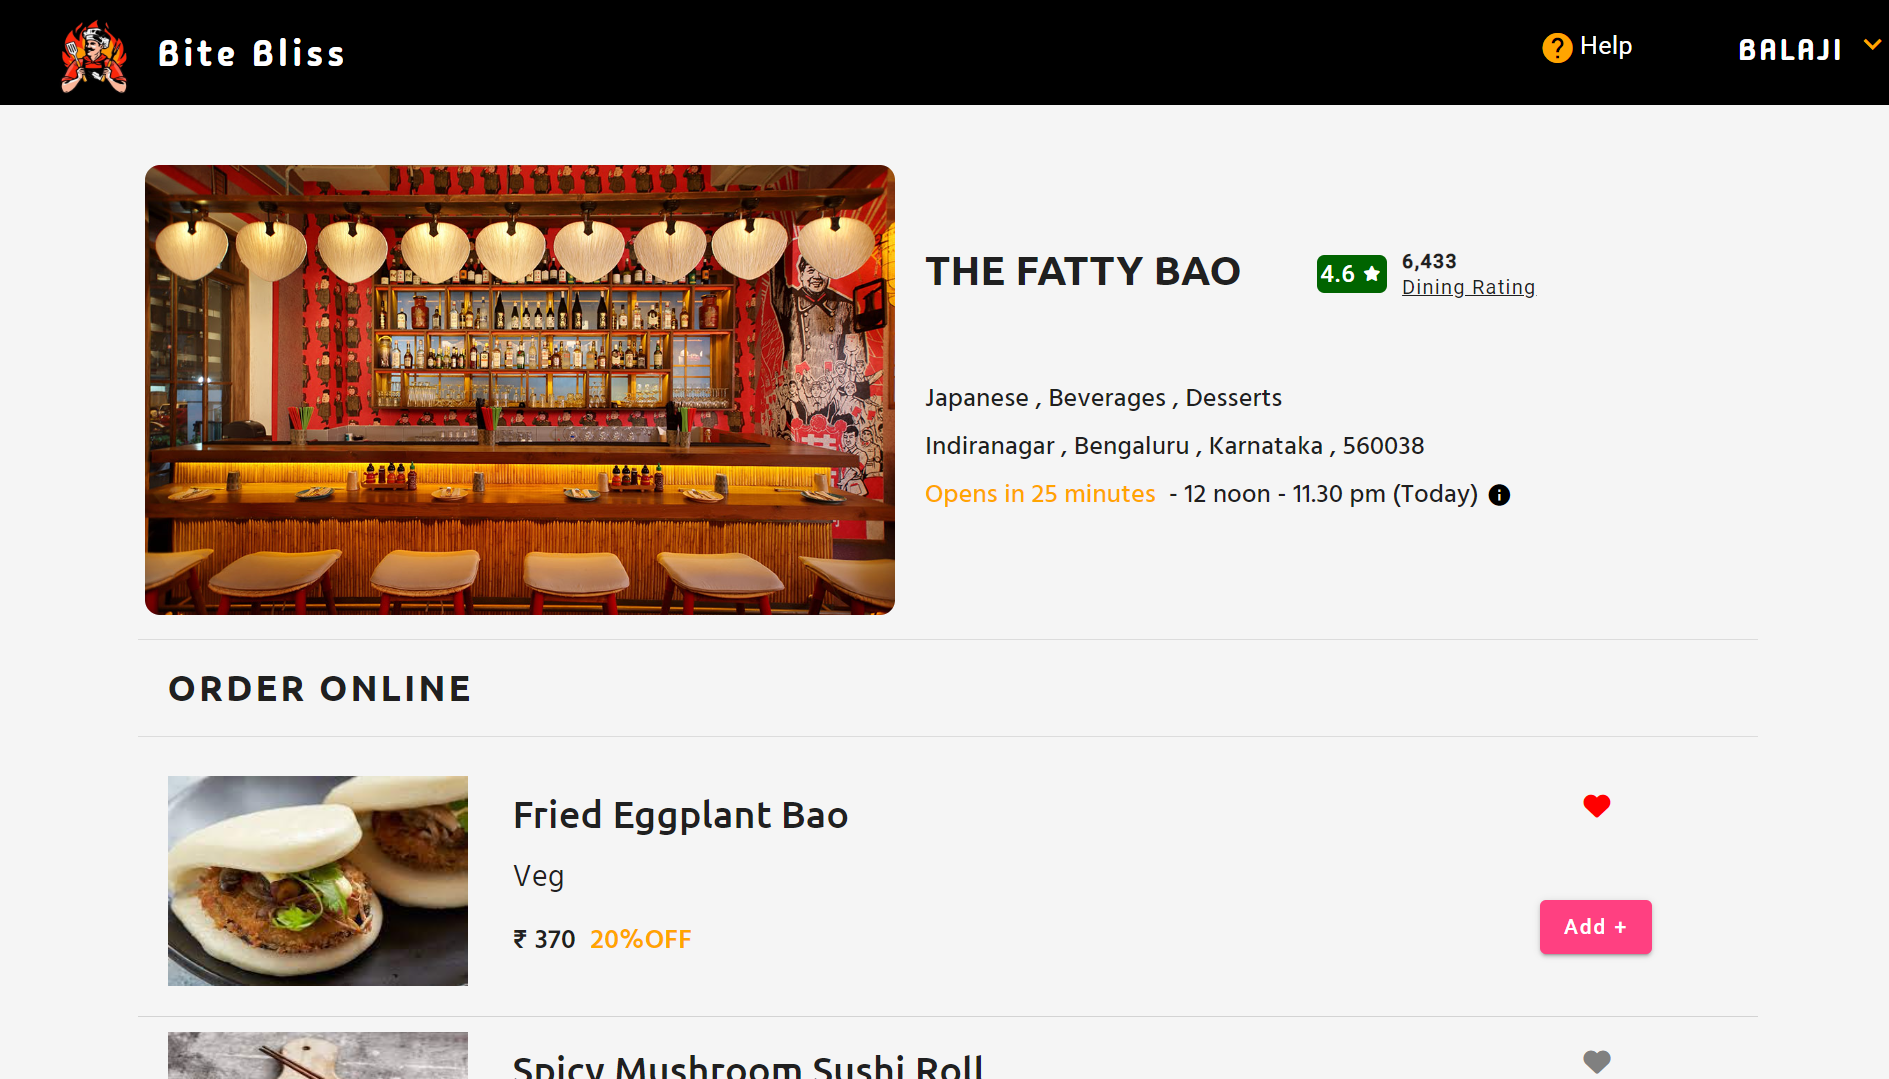 Bite Bliss
? Help
BALAJI
THE FATTY BAO
4.6 ★
6,433
Dining Rating
Japanese , Beverages , Desserts
Indiranagar , Bengaluru , Karnataka , 560038
Opens in 25 minutes - 12 noon - 11.30 pm (Today)
ORDER ONLINE
Fried Eggplant Bao
Veg
₹ 370 20%OFF
Add +
Spicy Mushroom Sushi Roll